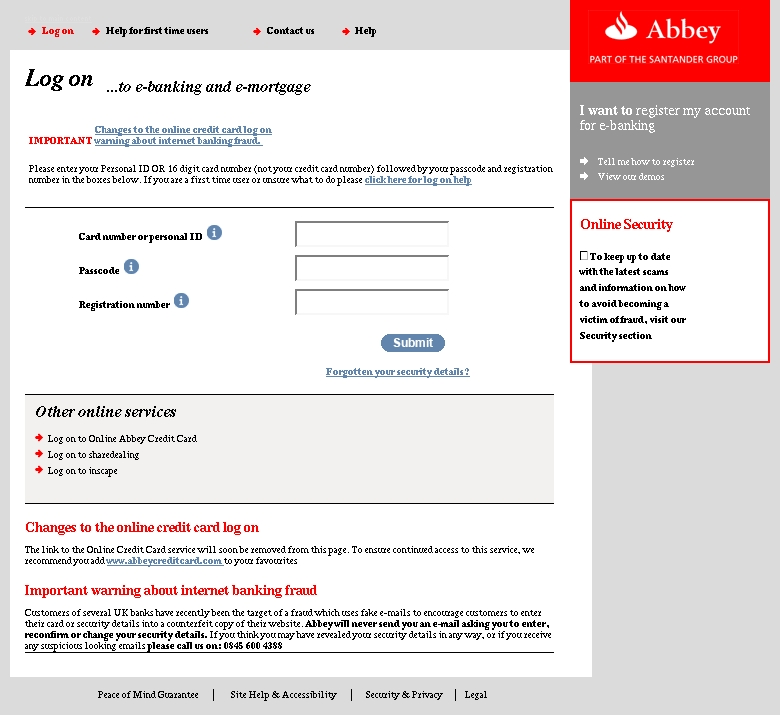 Log on Help for first time users Contact us Help
Abbey
PART OF THE SANTANDER GROUP
Log on ...to e-banking and e-mortgage
I want to register my account
for e-banking
Tell me how to register
View our demos
IMPORTANT Changes to the online credit card log on
warning about internet banking fraud.
Please enter your Personal ID OR 16 digit card number (not your credit card number) followed by your passcode and registration
number in the boxes below. If you are a first time user or unsure what to do please click here for log on help
Card number or personal ID i
Passcode i
Registration number i
Submit
Forgotten your security details?
Online Security
To keep up to date
with the latest scams
and information on how
to avoid becoming a
victim of fraud, visit our
Security section
Other online services
Log on to Online Abbey Credit Card
Log on to sharedealing
Log on to inscape
Changes to the online credit card log on
The link to the Online Credit Card service will soon be removed from this page. To ensure continued access to this service, we
recommend you add www.abbeycreditcard.com to your favourites
Important warning about internet banking fraud
Customers of several UK banks have recently been the target of a fraud which uses fake e-mails to encourage customers to enter
their card or security details into a counterfeit copy of their website. Abbey will never send you an e-mail asking you to enter,
reconfirm or change your security details. If you think you may have revealed your security details in any way, or if you receive
any suspicious looking emails please call us on: 0845 600 4388
Peace of Mind Guarantee | Site Help & Accessibility | Security & Privacy | Legal